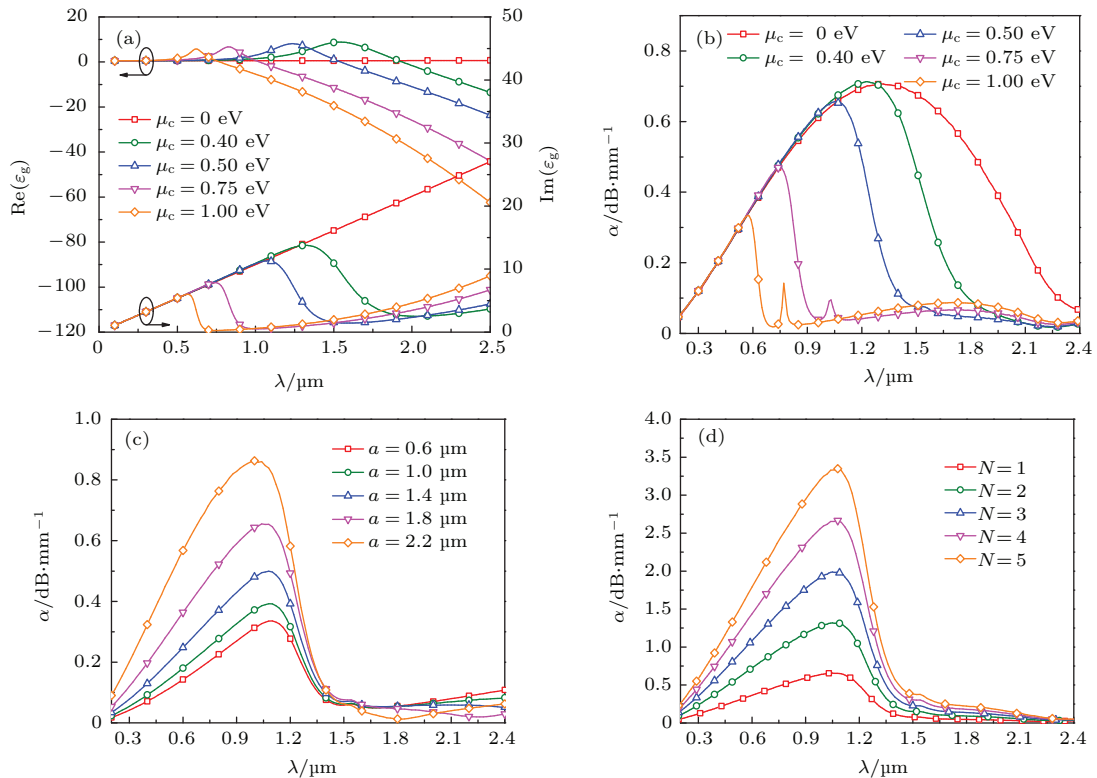 (a)
20
0
−20
−40
−60
−80
−100
−120
Re(εg)
50
40
30
20
10
0
Im(εg)
μc = 0 eV
μc = 0.40 eV
μc = 0.50 eV
μc = 0.75 eV
μc = 1.00 eV
0 0.5 1.0 1.5 2.0 2.5
λ/µm
(b)
μc = 0 eV
μc = 0.40 eV
μc = 0.50 eV
μc = 0.75 eV
μc = 1.00 eV
0.8
0.6
0.4
0.2
0
α/dB·mm−1
0.3 0.6 0.9 1.2 1.5 1.8 2.1 2.4
λ/µm
(c)
a = 0.6 µm
a = 1.0 µm
a = 1.4 µm
a = 1.8 µm
a = 2.2 µm
1.0
0.8
0.6
0.4
0.2
0
α/dB·mm−1
0.3 0.6 0.9 1.2 1.5 1.8 2.1 2.4
λ/µm
(d)
N = 1
N = 2
N = 3
N = 4
N = 5
4.0
3.5
3.0
2.5
2.0
1.5
1.0
0.5
0
α/dB·mm−1
0.3 0.6 0.9 1.2 1.5 1.8 2.1 2.4
λ/µm